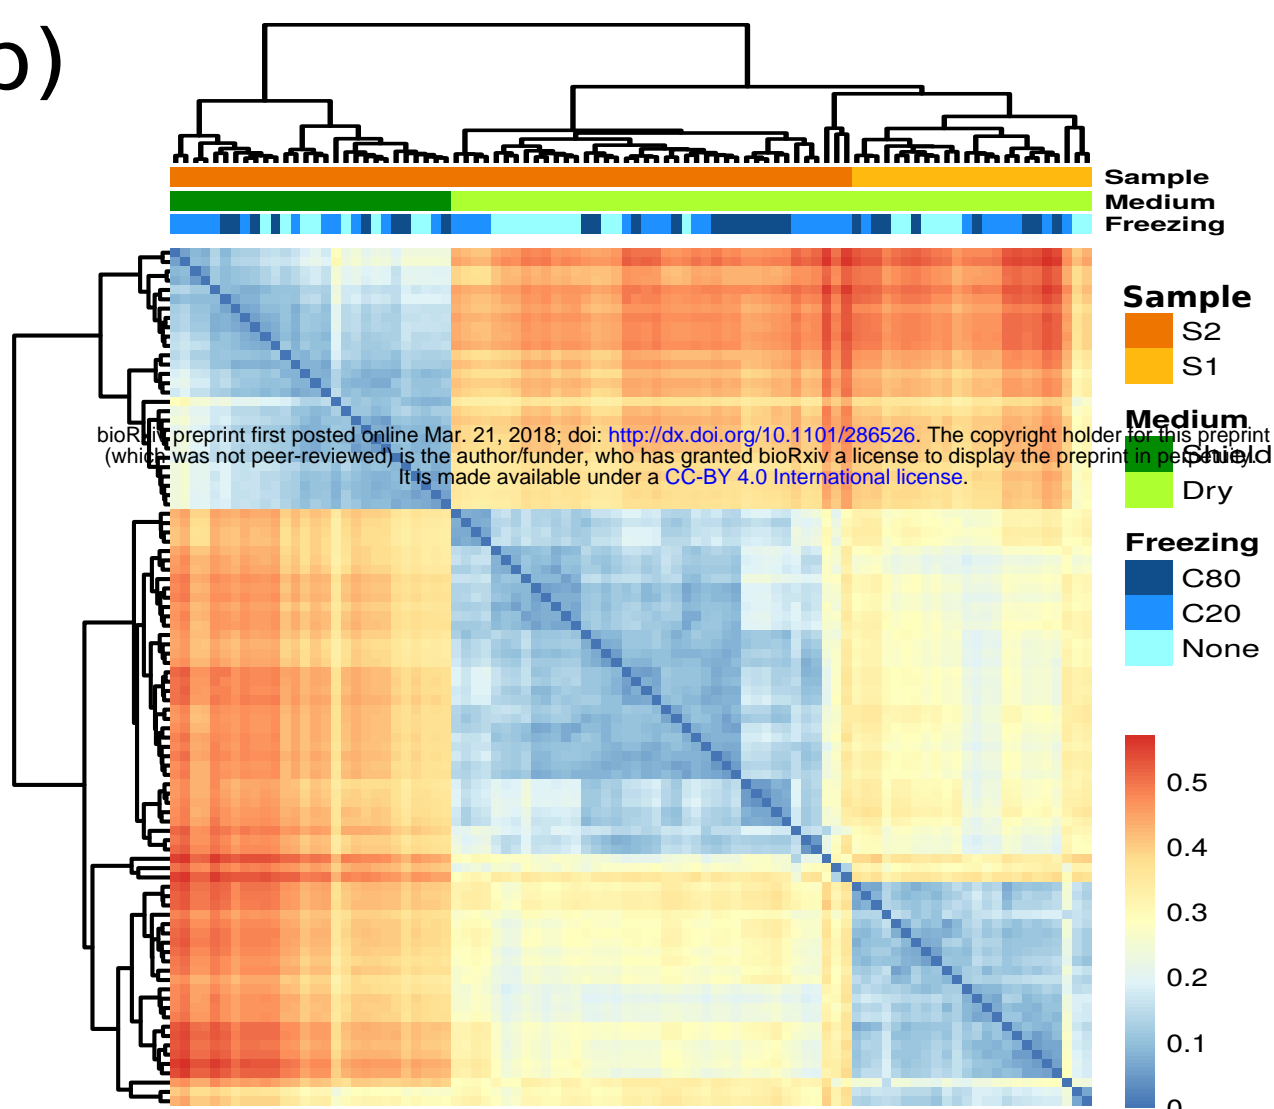 b)
Sample
Medium
Freezing
Sample
S2
S1
Medium
Shield
Dry
bioRxiv preprint first posted online Mar. 21, 2018; doi: http://dx.doi.org/10.1101/286526. The copyright holder for this preprint
(which was not peer-reviewed) is the author/funder, who has granted bioRxiv a license to display the preprint in perpetuity.
It is made available under a CC-BY 4.0 International license.
Freezing
C80
C20
None
0.5
0.4
0.3
0.2
0.1
0